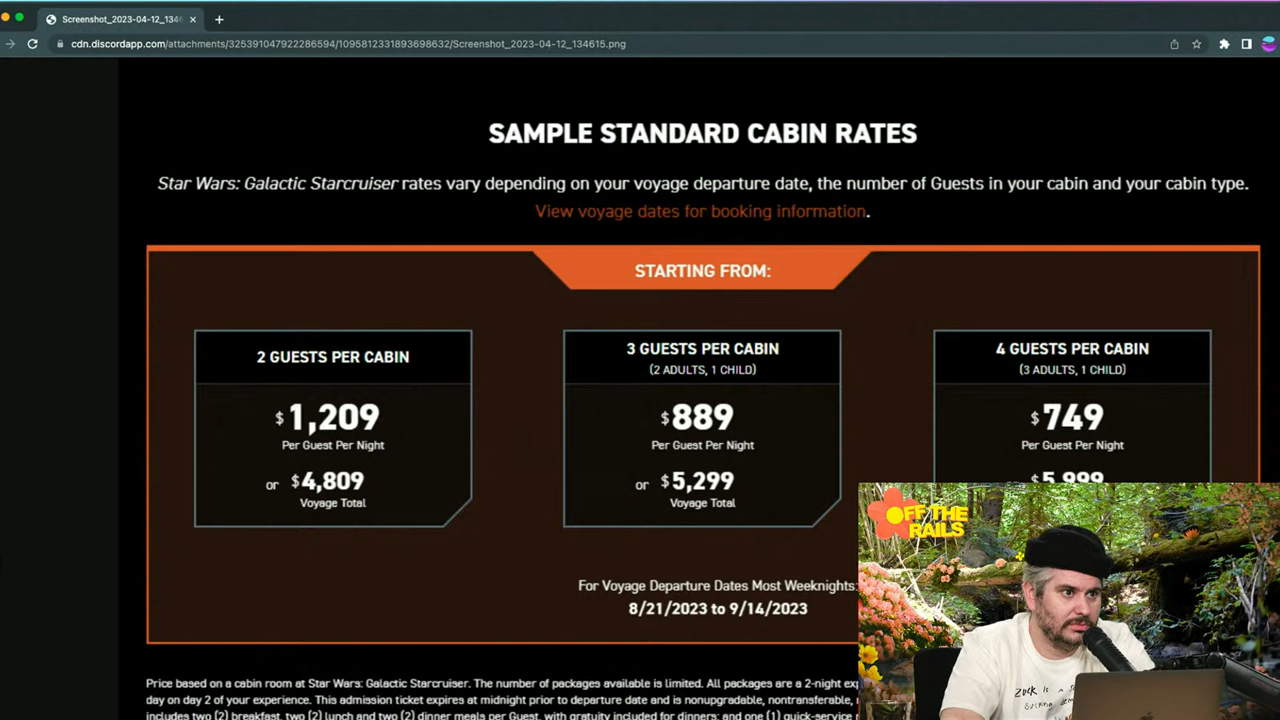 Screenshot_2023-04-12_134
cdn.discordapp.com/attachments/325391047922286594/1095812331893698632/Screenshot_2023-04-12_134615.png
SAMPLE STANDARD CABIN RATES
Star Wars: Galactic Starcruiser rates vary depending on your voyage departure date, the number of Guests in your cabin and your cabin type.
View voyage dates for booking information.
STARTING FROM:
2 GUESTS PER CABIN
$1,209
Per Guest Per Night
or $4,809
Voyage Total
3 GUESTS PER CABIN
(2 ADULTS, 1 CHILD)
$889
Per Guest Per Night
or $5,299
Voyage Total
4 GUESTS PER CABIN
(3 ADULTS, 1 CHILD)
$749
Per Guest Per Night
$5,999
For Voyage Departure Dates Most Weeknights:
8/21/2023 to 9/14/2023
Price based on a cabin room at Star Wars: Galactic Starcruiser. The number of packages available is limited. All packages are a 2-night
day on day 2 of your experience. This admission ticket expires at midnight prior to departure date and is nonupgradable, nontransferable,
includes two (2) breakfast, two (2) lunch and two (2) dinner meals per Guest, with gratuity included for dinners; and one (1) quick-service
OFF THE
RAILS
ZUCK IS A